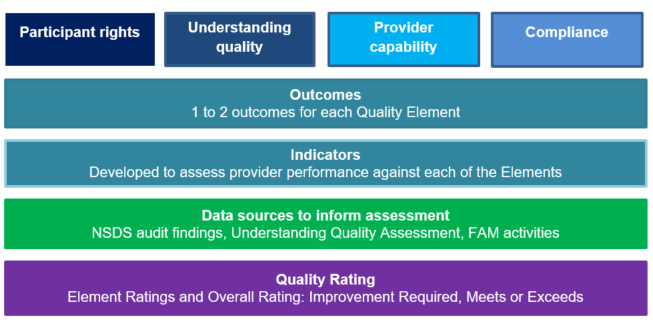 Participant rights
Understanding
quality
Provider
capability
Compliance
Outcomes
1 to 2 outcomes for each Quality Element
Indicators
Developed to assess provider performance against each of the Elements
Data sources to inform assessment
NSDS audit findings, Understanding Quality Assessment, FAM activities
Quality Rating
Element Ratings and Overall Rating: Improvement Required, Meets or Exceeds